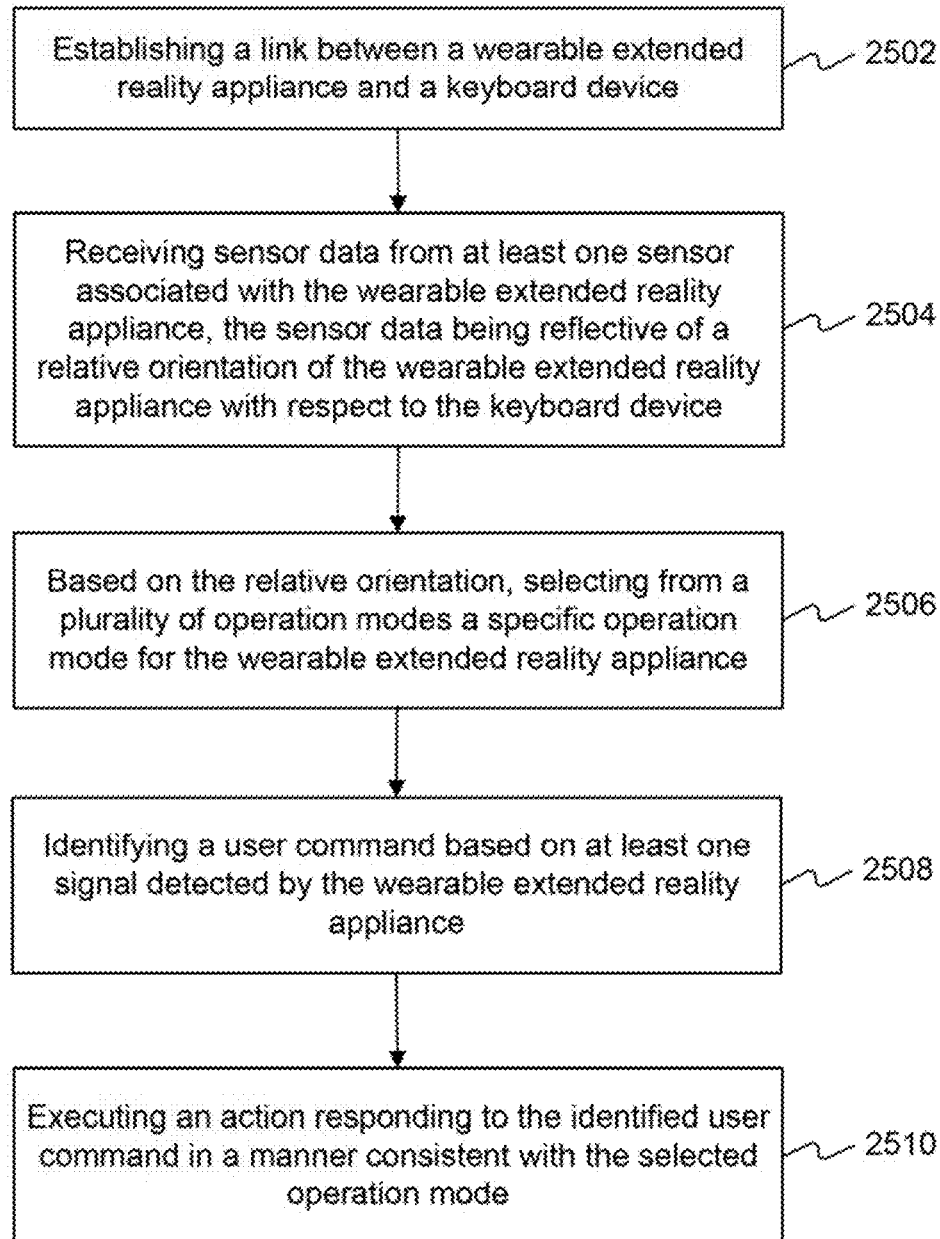 Establishing a link between a wearable extended
reality appliance and a keyboard device
2502
Receiving sensor data from at least one sensor
associated with the wearable extended reality
appliance, the sensor data being reflective of a
relative orientation of the wearable extended reality
appliance with respect to the keyboard device
2504
Based on the relative orientation, selecting from a
plurality of operation modes a specific operation
mode for the wearable extended reality appliance
2506
Identifying a user command based on at least one
signal detected by the wearable extended reality
appliance
2508
Executing an action responding to the identified user
command in a manner consistent with the selected
operation mode
2510